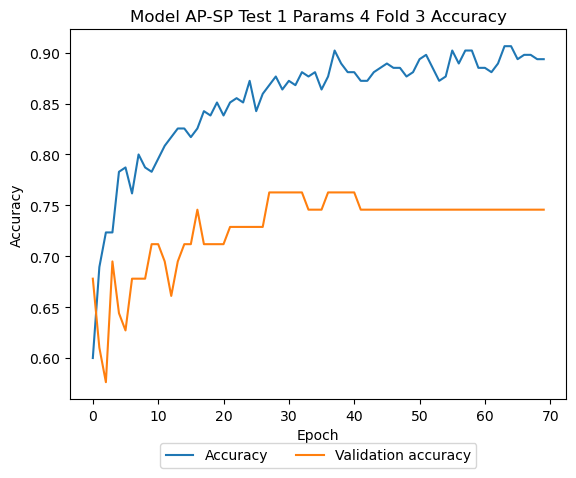 Model AP-SP Test 1 Params 4 Fold 3 Accuracy
0.90
0.85
0.80
0.75
0.70
0.65
0.60
Accuracy
0 10 20 30 40 50 60 70
Epoch
Accuracy Validation accuracy